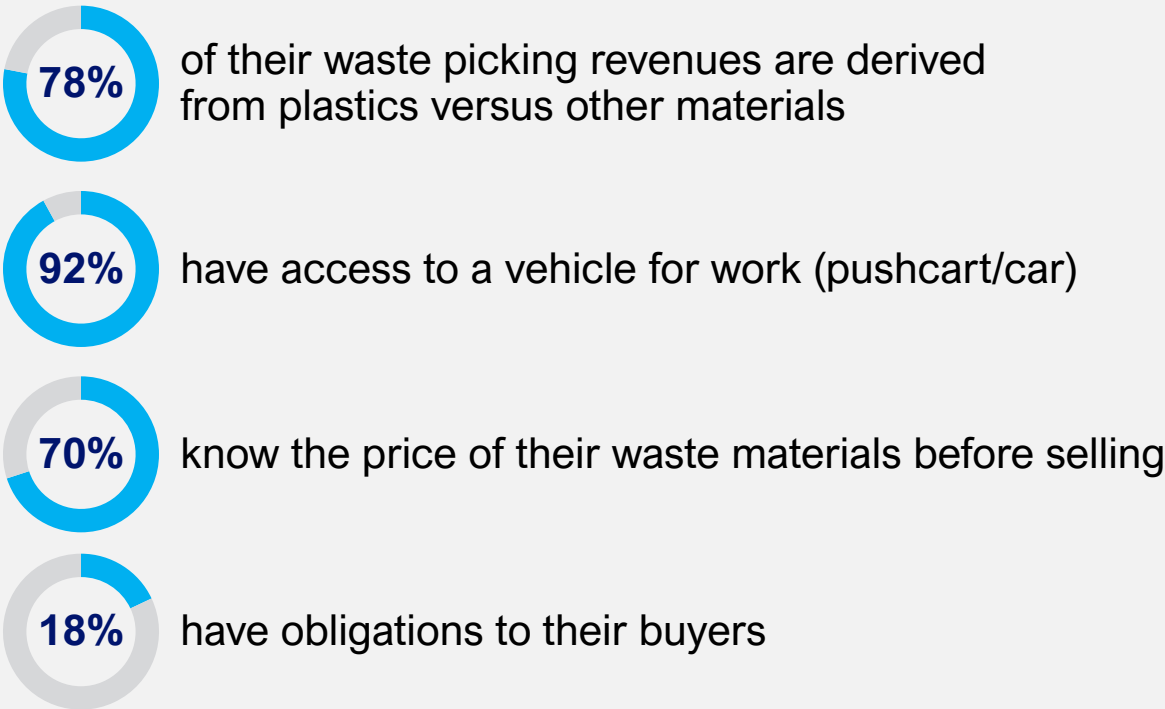 78%
of their waste picking revenues are derived
from plastics versus other materials
92%
have access to a vehicle for work (pushcart/car)
70%
know the price of their waste materials before selling
18%
have obligations to their buyers